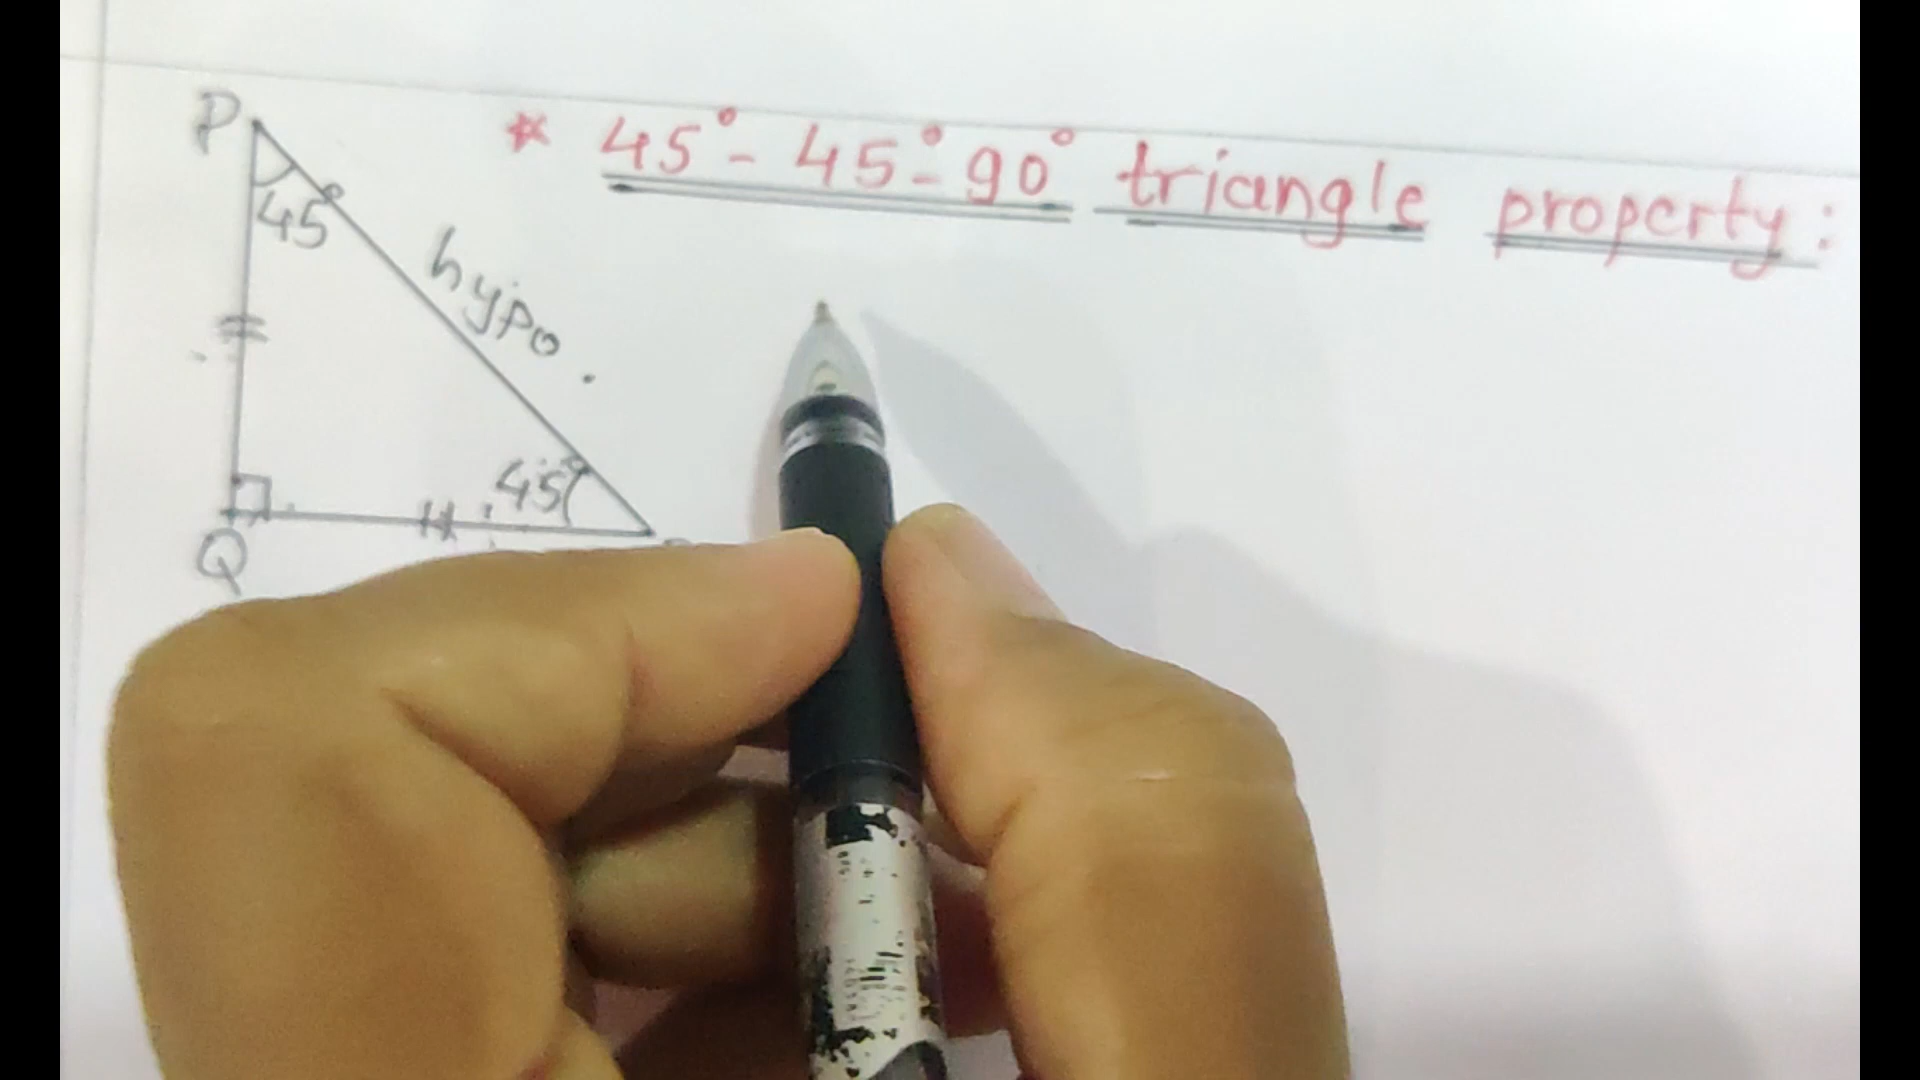 P
* 45° - 45° - 90° triangle property:
45°
hypo.
45°
Q